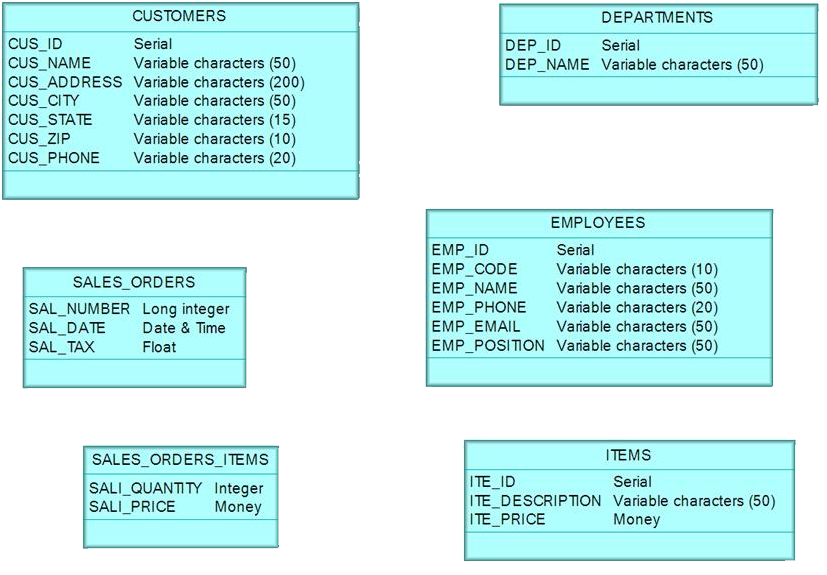 CUSTOMERS
CUS_ID Serial
CUS_NAME Variable characters (50)
CUS_ADDRESS Variable characters (200)
CUS_CITY Variable characters (50)
CUS_STATE Variable characters (15)
CUS_ZIP Variable characters (10)
CUS_PHONE Variable characters (20)
DEPARTMENTS
DEP_ID Serial
DEP_NAME Variable characters (50)
EMPLOYEES
EMP_ID Serial
EMP_CODE Variable characters (10)
EMP_NAME Variable characters (50)
EMP_PHONE Variable characters (20)
EMP_EMAIL Variable characters (50)
EMP_POSITION Variable characters (50)
SALES_ORDERS
SAL_NUMBER Long integer
SAL_DATE Date & Time
SAL_TAX Float
SALES_ORDERS_ITEMS
SALI_QUANTITY Integer
SALI_PRICE Money
ITEMS
ITE_ID Serial
ITE_DESCRIPTION Variable characters (50)
ITE_PRICE Money